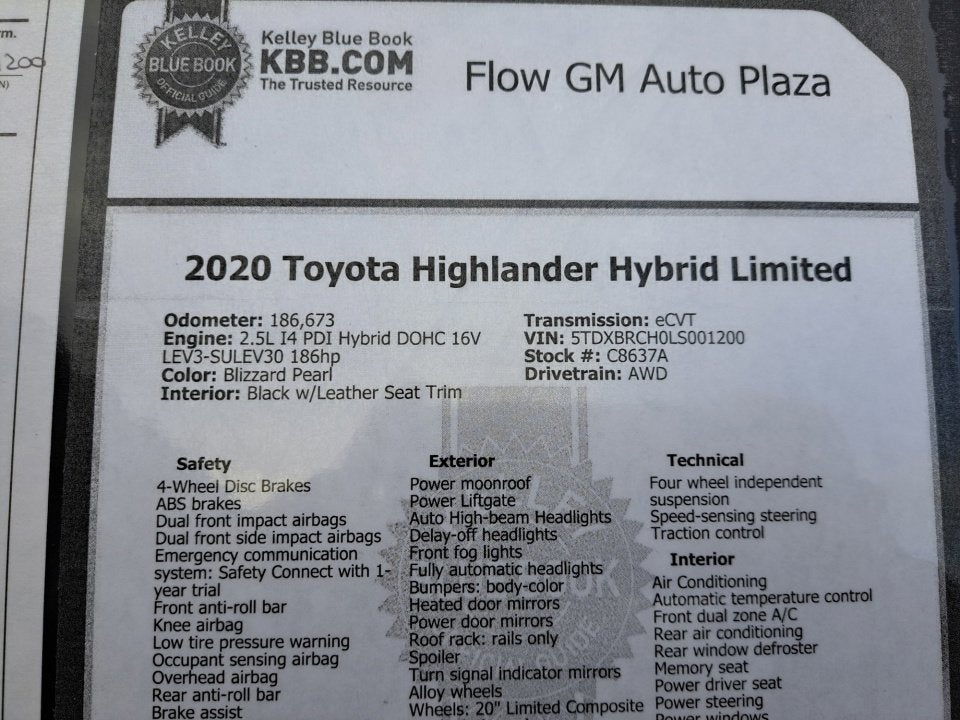 rm.
1200
N)
KELLEY
BLUE BOOK
OFFICIAL GUIDE
Kelley Blue Book
KBB.COM
The Trusted Resource
Flow GM Auto Plaza
2020 Toyota Highlander Hybrid Limited
Odometer: 186,673
Engine: 2.5L I4 PDI Hybrid DOHC 16V
LEV3-SULEV30 186hp
Color: Blizzard Pearl
Interior: Black w/Leather Seat Trim
Transmission: eCVT
VIN: 5TDXBRCH0LS001200
Stock #: C8637A
Drivetrain: AWD
Safety
4-Wheel Disc Brakes
ABS brakes
Dual front impact airbags
Dual front side impact airbags
Emergency communication
system: Safety Connect with 1-
year trial
Front anti-roll bar
Knee airbag
Low tire pressure warning
Occupant sensing airbag
Overhead airbag
Rear anti-roll bar
Brake assist
Exterior
Power moonroof
Power Liftgate
Auto High-beam Headlights
Delay-off headlights
Front fog lights
Fully automatic headlights
Bumpers: body-color
Heated door mirrors
Power door mirrors
Roof rack: rails only
Spoiler
Turn signal indicator mirrors
Alloy wheels
Wheels: 20" Limited Composite
Technical
Four wheel independent
suspension
Speed-sensing steering
Traction control
Interior
Air Conditioning
Automatic temperature control
Front dual zone A/C
Rear air conditioning
Rear window defroster
Memory seat
Power driver seat
Power steering
Power windows